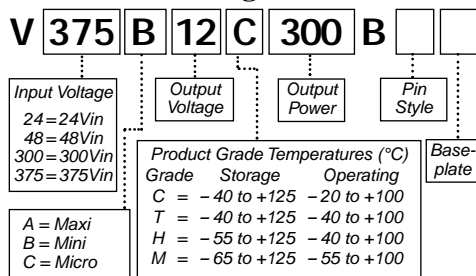 V 375 B 12 C 300 B
Input Voltage
24 = 24Vin
48 = 48Vin
300 = 300Vin
375 = 375Vin
Output
Voltage
Output
Power
Pin
Style
Base-
plate
Product Grade Temperatures (°C)
Grade Storage Operating
C = – 40 to +125 – 20 to +100
T = – 40 to +125 – 40 to +100
H = – 55 to +125 – 40 to +100
M = – 65 to +125 – 55 to +100
A = Maxi
B = Mini
C = Micro